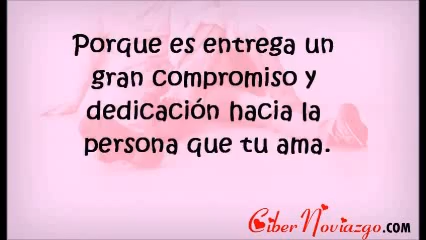 Porque es entrega un
gran compromiso y
dedicación hacia la
persona que tu ama.
CiberNoviazgo.com